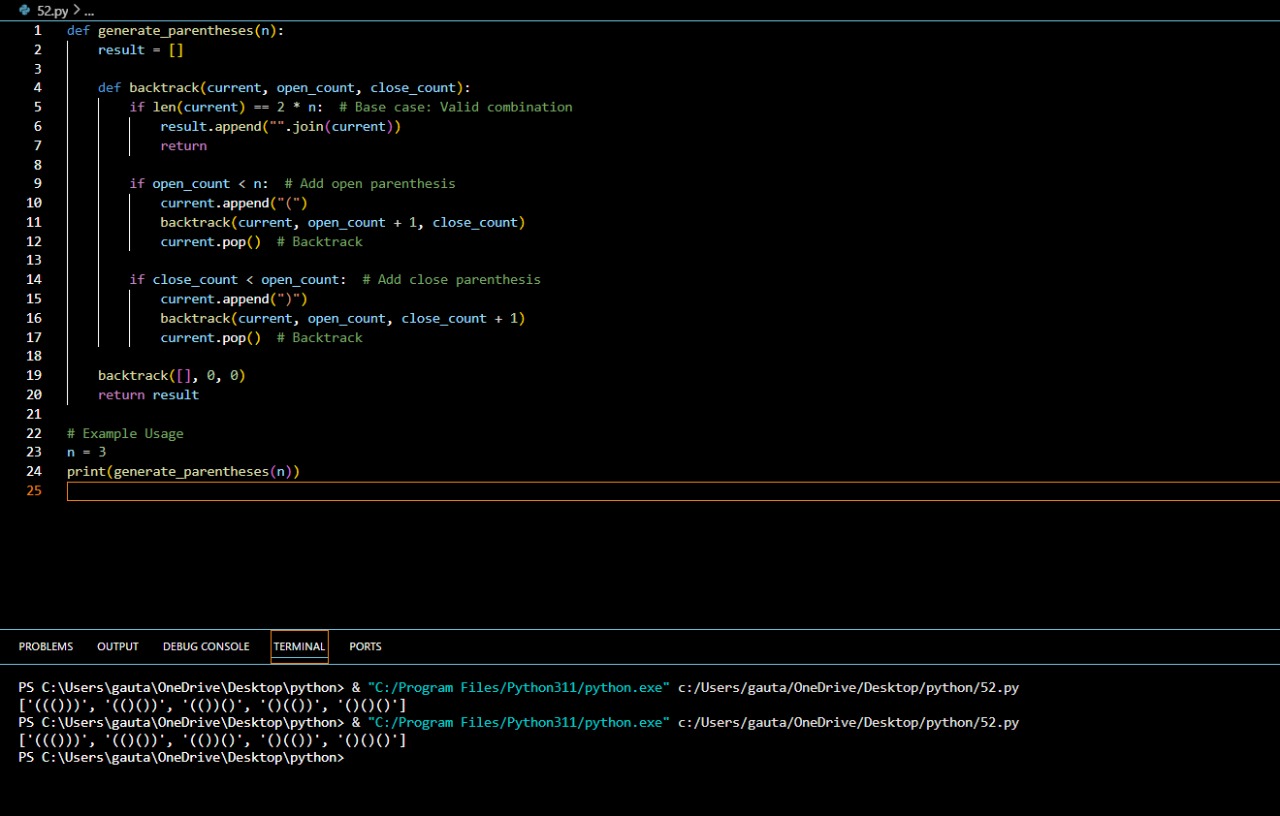 52.py > ...
1 def generate_parentheses(n):
2     result = []
3
4     def backtrack(current, open_count, close_count):
5         if len(current) == 2 * n:  # Base case: Valid combination
6             result.append("".join(current))
7             return
8
9         if open_count < n:  # Add open parenthesis
10             current.append("(")
11             backtrack(current, open_count + 1, close_count)
12             current.pop()  # Backtrack
13
14         if close_count < open_count:  # Add close parenthesis
15             current.append(")")
16             backtrack(current, open_count, close_count + 1)
17             current.pop()  # Backtrack
18
19     backtrack([], 0, 0)
20     return result
21
22 # Example Usage
23 n = 3
24 print(generate_parentheses(n))
25
PROBLEMS OUTPUT DEBUG CONSOLE TERMINAL PORTS
PS C:\Users\gauta\OneDrive\Desktop\python> & "C:/Program Files/Python311/python.exe" c:/Users/gauta/OneDrive/Desktop/python/52.py
['((()))', '(()())', '(())()', '()(())', '()()()']
PS C:\Users\gauta\OneDrive\Desktop\python> & "C:/Program Files/Python311/python.exe" c:/Users/gauta/OneDrive/Desktop/python/52.py
['((()))', '(()())', '(())()', '()(())', '()()()']
PS C:\Users\gauta\OneDrive\Desktop\python>